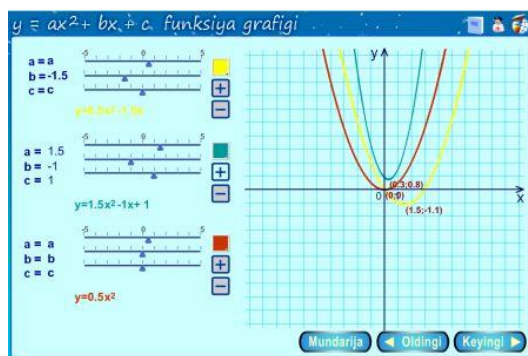 y = ax²+ bx + c funksiya grafigi
-5 0 5
a = a
b = -1.5
c = c
y=0.5x²-1.5x
-5 0 5
a = 1.5
b = -1
c = 1
y=1.5x²-1x+ 1
-5 0 5
a = a
b = b
c = c
y=0.5x²
y
(0.3;0.8)
0 (0;0) x
(1.5;-1.1)
Mundarija Oldingi Keyingi